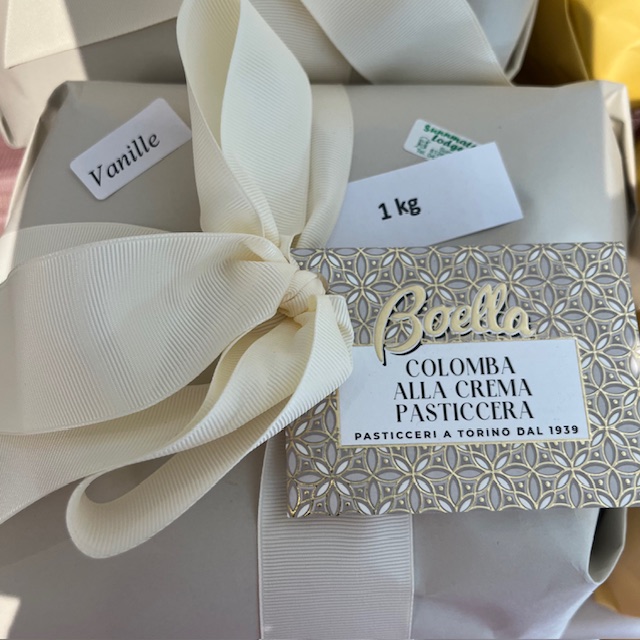 Vanille
1 kg
Boella
COLOMBA
ALLA CREMA
PASTICCERA
PASTICCERI A TORINO DAL 1939